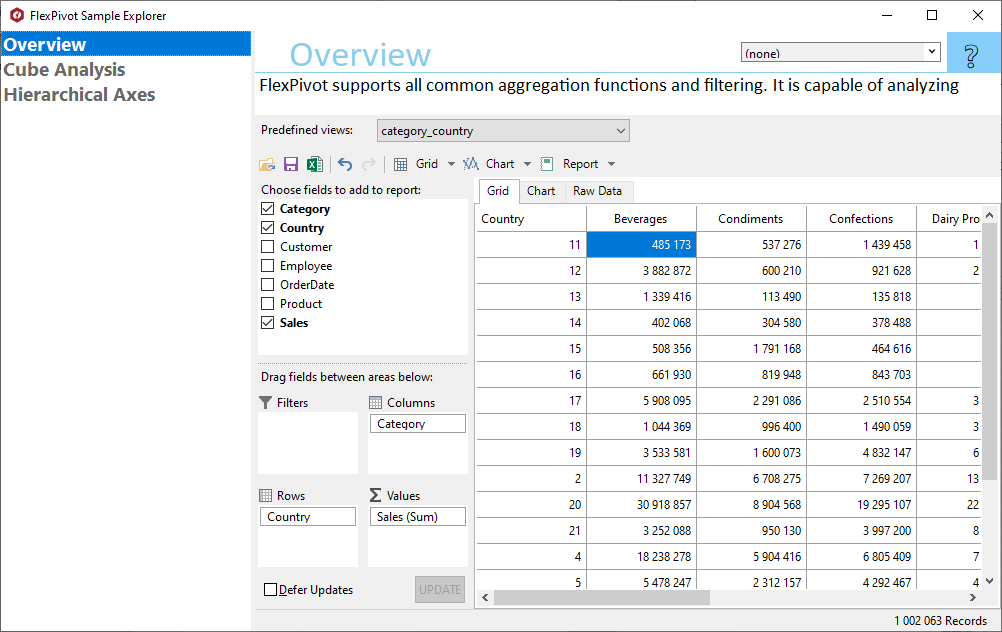 FlexPivot Sample Explorer
Overview
Cube Analysis
Hierarchical Axes
Overview
(none)
?
FlexPivot supports all common aggregation functions and filtering. It is capable of analyzing
Predefined views: category_country
Grid Chart Report
Choose fields to add to report:
Category
Country
Customer
Employee
OrderDate
Product
Sales
Drag fields between areas below:
Filters Columns
Category
Rows Σ Values
Country Sales (Sum)
Defer Updates UPDATE
Grid Chart Raw Data
Country Beverages Condiments Confections Dairy Pro
11 485 173 537 276 1 439 458 1
12 3 882 872 600 210 921 628 2
13 1 339 416 113 490 135 818
14 402 068 304 580 378 488
15 508 356 1 791 168 464 616
16 661 930 819 948 843 703
17 5 908 095 2 291 086 2 510 554 3
18 1 044 369 996 400 1 490 059 3
19 3 533 581 1 600 073 4 832 147 6
2 11 327 749 6 708 275 7 269 207 13
20 30 918 857 8 904 568 19 295 107 22
21 3 252 088 950 130 3 997 200 8
4 18 238 278 5 904 416 6 805 409 7
5 5 478 247 2 312 157 4 292 467 4
1 002 063 Records